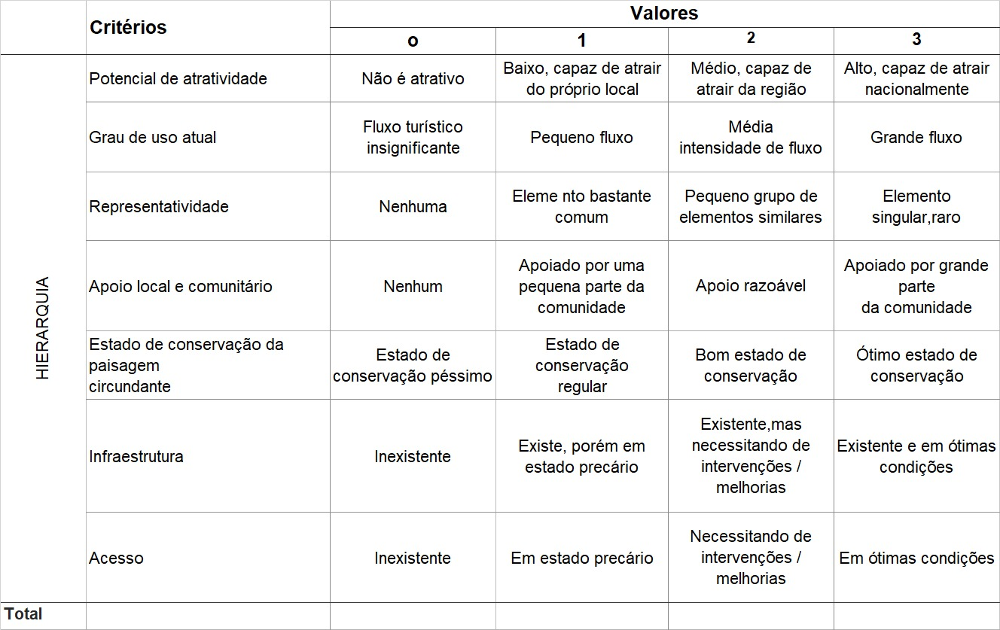 Critérios
Valores
o
1
2
3
HIERARQUIA
Potencial de atratividade
Não é atrativo
Baixo, capaz de atrair
do próprio local
Médio, capaz de
atrair da região
Alto, capaz de atrair
nacionalmente
Grau de uso atual
Fluxo turístico
insignificante
Pequeno fluxo
Média
intensidade de fluxo
Grande fluxo
Representatividade
Nenhuma
Eleme nto bastante
comum
Pequeno grupo de
elementos similares
Elemento
singular,raro
Apoio local e comunitário
Nenhum
Apoiado por uma
pequena parte da
comunidade
Apoio razoável
Apoiado por grande
parte
da comunidade
Estado de conservação da
paisagem
circundante
Estado de
conservação péssimo
Estado de
conservação
regular
Bom estado de
conservação
Ótimo estado de
conservação
Infraestrutura
Inexistente
Existe, porém em
estado precário
Existente,mas
necessitando de
intervenções /
melhorias
Existente e em ótimas
condições
Acesso
Inexistente
Em estado precário
Necessitando de
intervenções /
melhorias
Em ótimas condições
Total